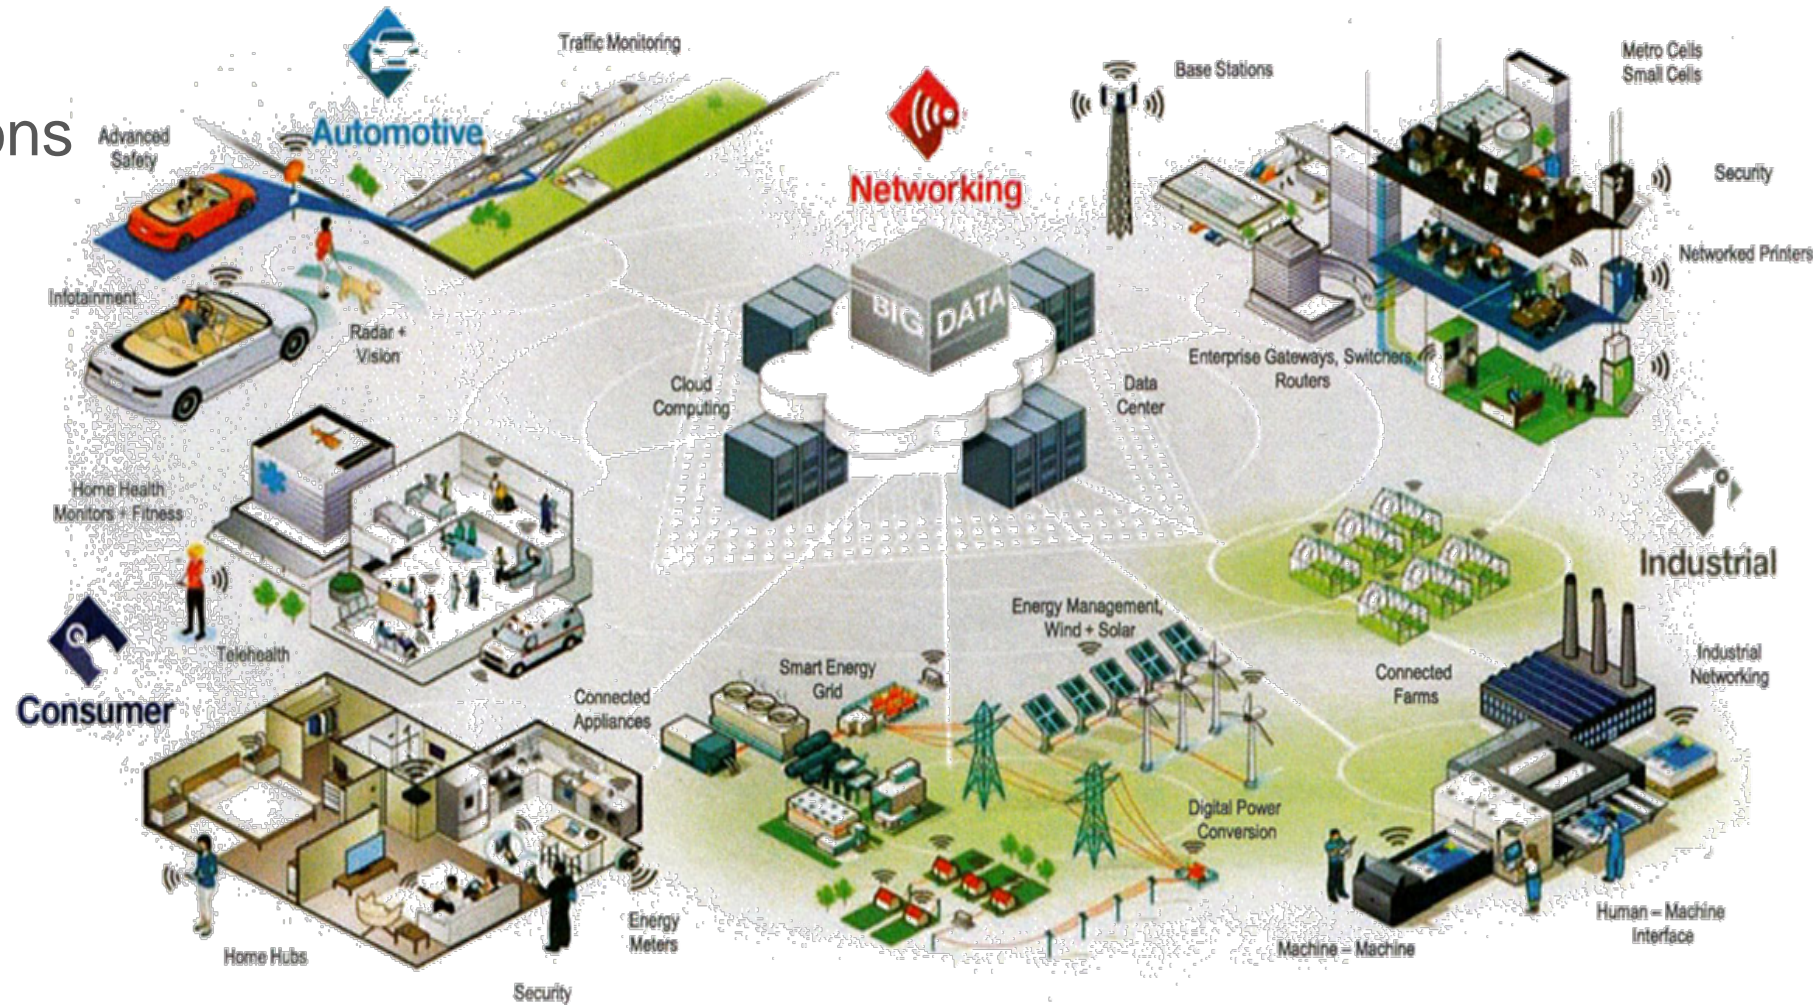 ons
Traffic Monitoring
Advanced
Safety
Automotive
Infotainment
Radar +
Vision
Networking
Base Stations
Metro Cells
Small Cells
Security
Networked Printers
BIG DATA
Cloud
Computing
Data
Center
Enterprise Gateways, Switchers,
Routers
Home Health
Monitors + Fitness
Telehealth
Consumer
Industrial
Energy Management,
Wind + Solar
Smart Energy
Grid
Connected
Appliances
Connected
Farms
Industrial
Networking
Digital Power
Conversion
Energy
Meters
Home Hubs
Security
Machine – Machine
Human – Machine
Interface